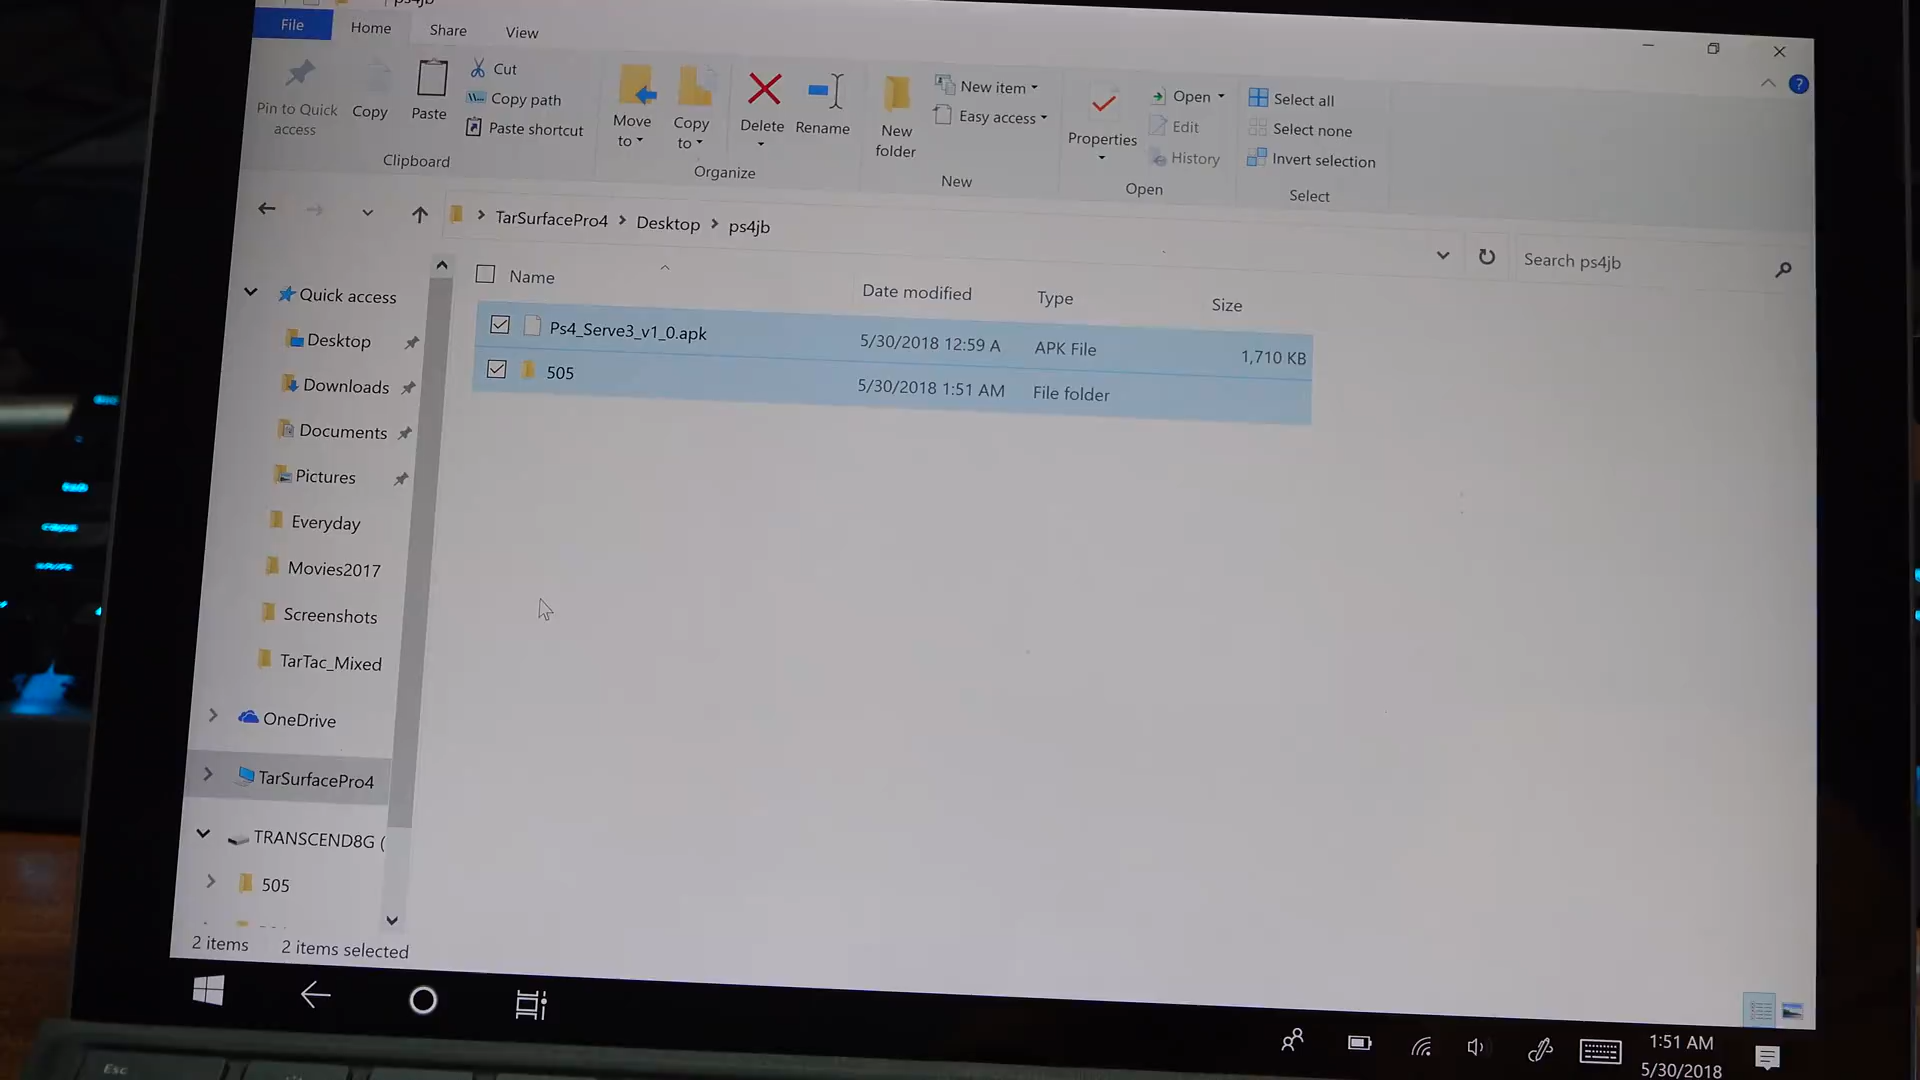 ps4jb
File Home Share View
Pin to Quick access
Copy
Paste
Cut
Copy path
Paste shortcut
Clipboard
Move to
Copy to
Delete
Rename
Organize
New folder
New item
Easy access
New
Properties
Open
Edit
History
Open
Select all
Select none
Invert selection
Select
TarSurfacePro4 > Desktop > ps4jb
Search ps4jb
Name Date modified Type Size
Ps4_Serve3_v1_0.apk 5/30/2018 12:59 A APK File 1,710 KB
505 5/30/2018 1:51 AM File folder
Quick access
Desktop
Downloads
Documents
Pictures
Everyday
Movies2017
Screenshots
TarTac_Mixed
OneDrive
TarSurfacePro4
TRANSCEND8G (
505
2 items 2 items selected
1:51 AM
5/30/2018
Esc